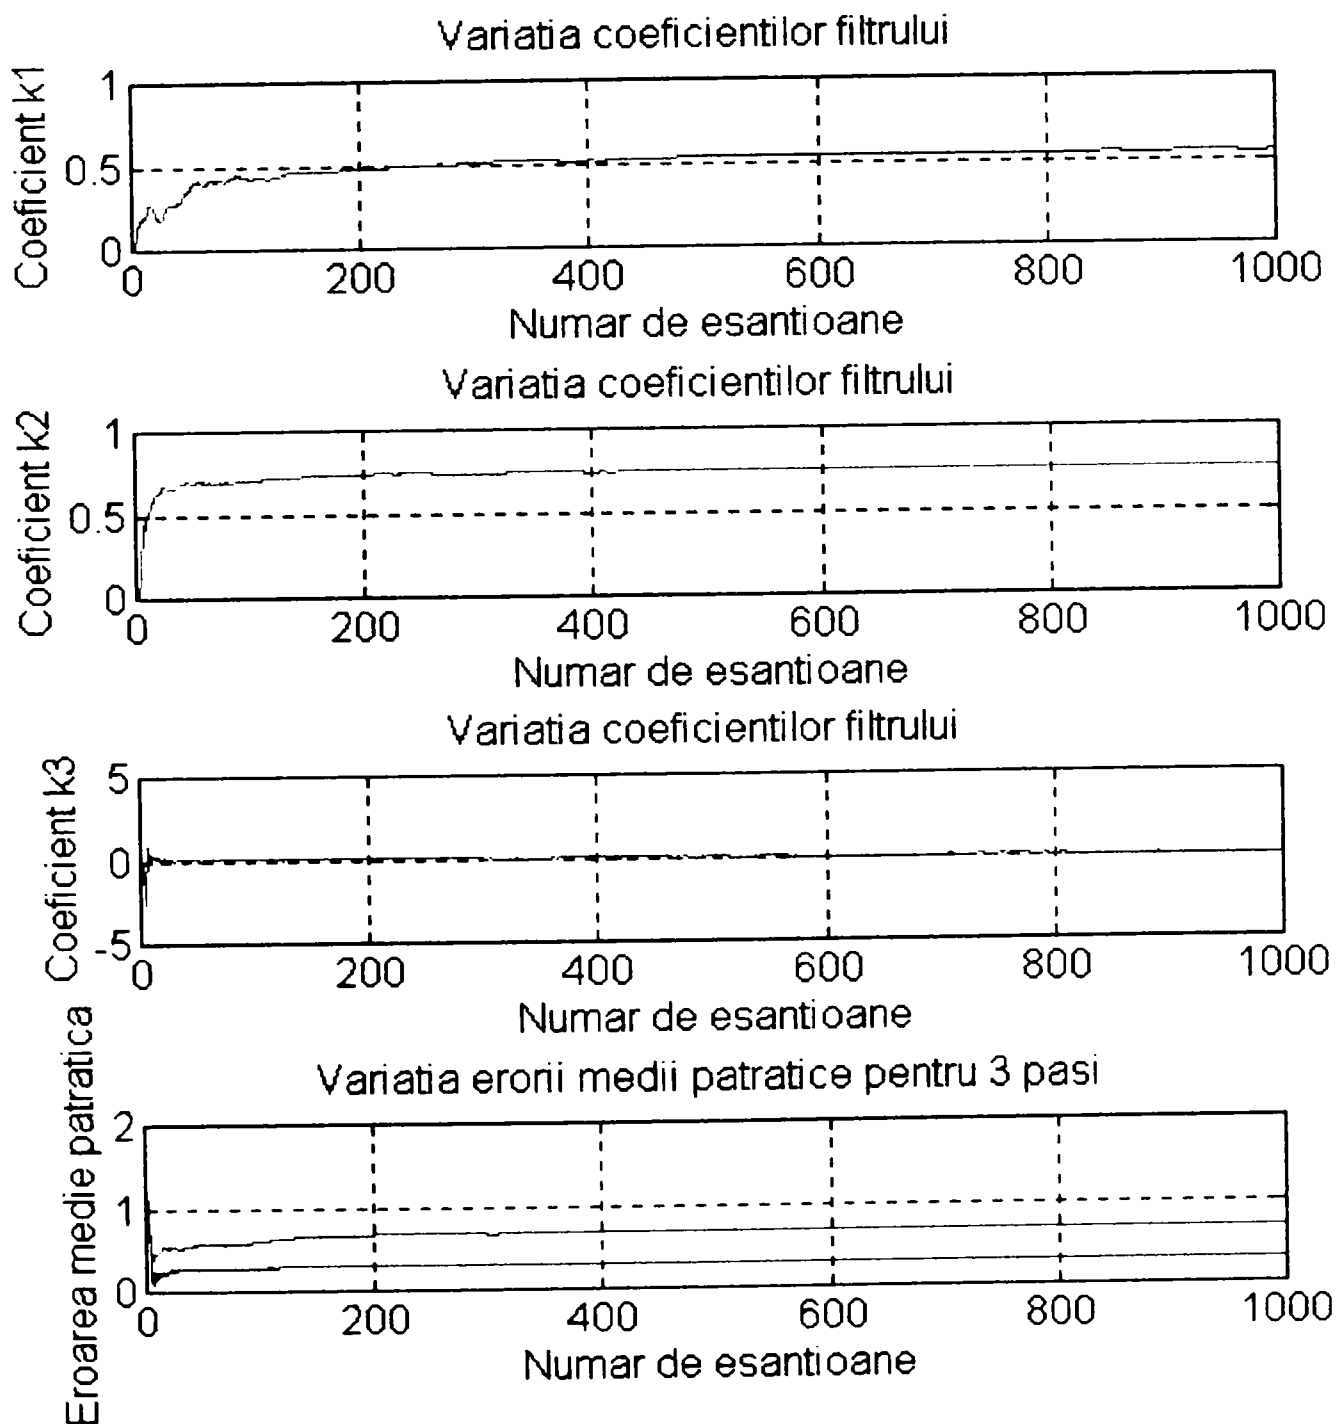 Variatia coeficientilor filtrului
Coeficient k1
1
0.5
0
0 200 400 600 800 1000
Numar de esantioane
Variatia coeficientilor filtrului
Coeficient k2
1
0.5
0
0 200 400 600 800 1000
Numar de esantioane
Variatia coeficientilor filtrului
Coeficient k3
5
0
-5
0 200 400 600 800 1000
Numar de esantioane
Variatia erorii medii patratice pentru 3 pasi
Eroarea medie patratica
2
1
0
0 200 400 600 800 1000
Numar de esantioane